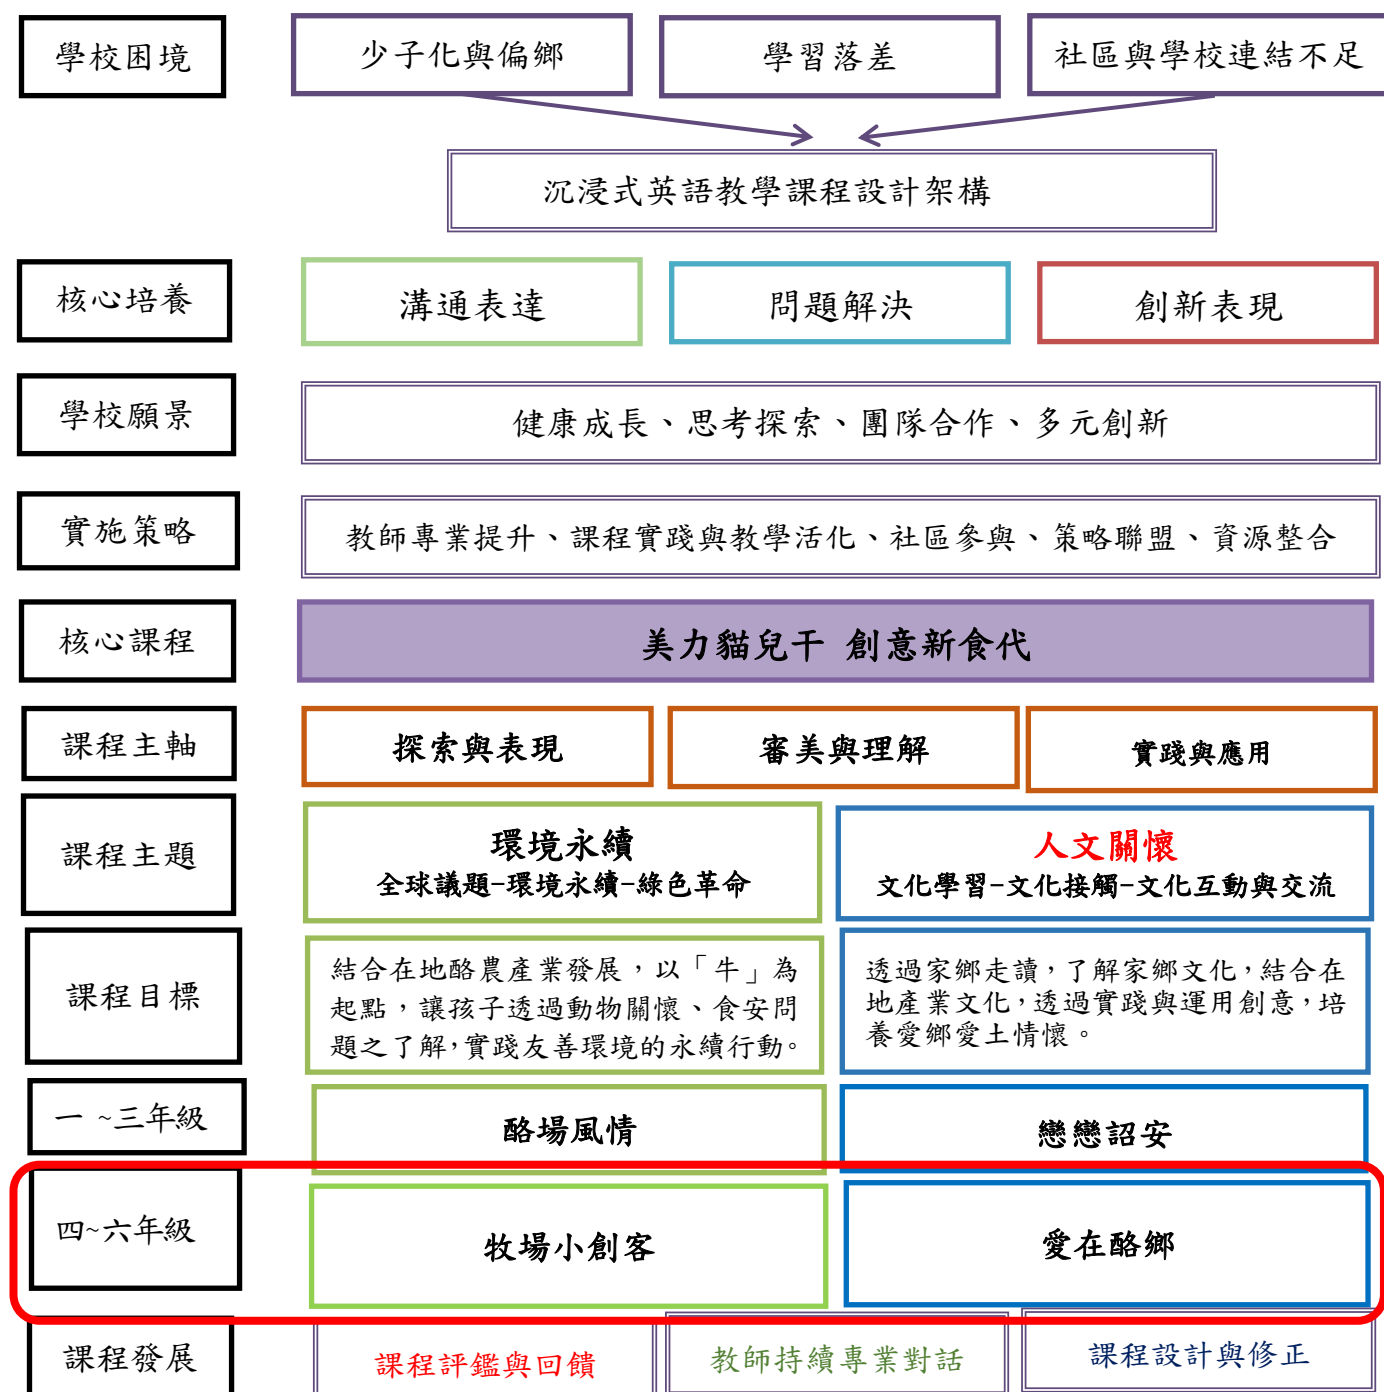 學校困境
少子化與偏鄉
學習落差
社區與學校連結不足
沉浸式英語教學課程設計架構
核心培養
溝通表達
問題解決
創新表現
學校願景
健康成長、思考探索、團隊合作、多元創新
實施策略
教師專業提升、課程實踐與教學活化、社區參與、策略聯盟、資源整合
核心課程
美力貓兒干 創意新食代
課程主軸
探索與表現
審美與理解
實踐與應用
課程主題
環境永續
全球議題-環境永續-綠色革命
人文關懷
文化學習-文化接觸-文化互動與交流
課程目標
結合在地酪農產業發展，以「牛」為
起點，讓孩子透過動物關懷、食安問
題之了解，實踐友善環境的永續行動。
透過家鄉走讀，了解家鄉文化，結合在
地產業文化，透過實踐與運用創意，培
養愛鄉愛土情懷。
一 ~三年級
酪場風情
戀戀詔安
四~六年級
牧場小創客
愛在酪鄉
課程發展
課程評鑑與回饋
教師持續專業對話
課程設計與修正